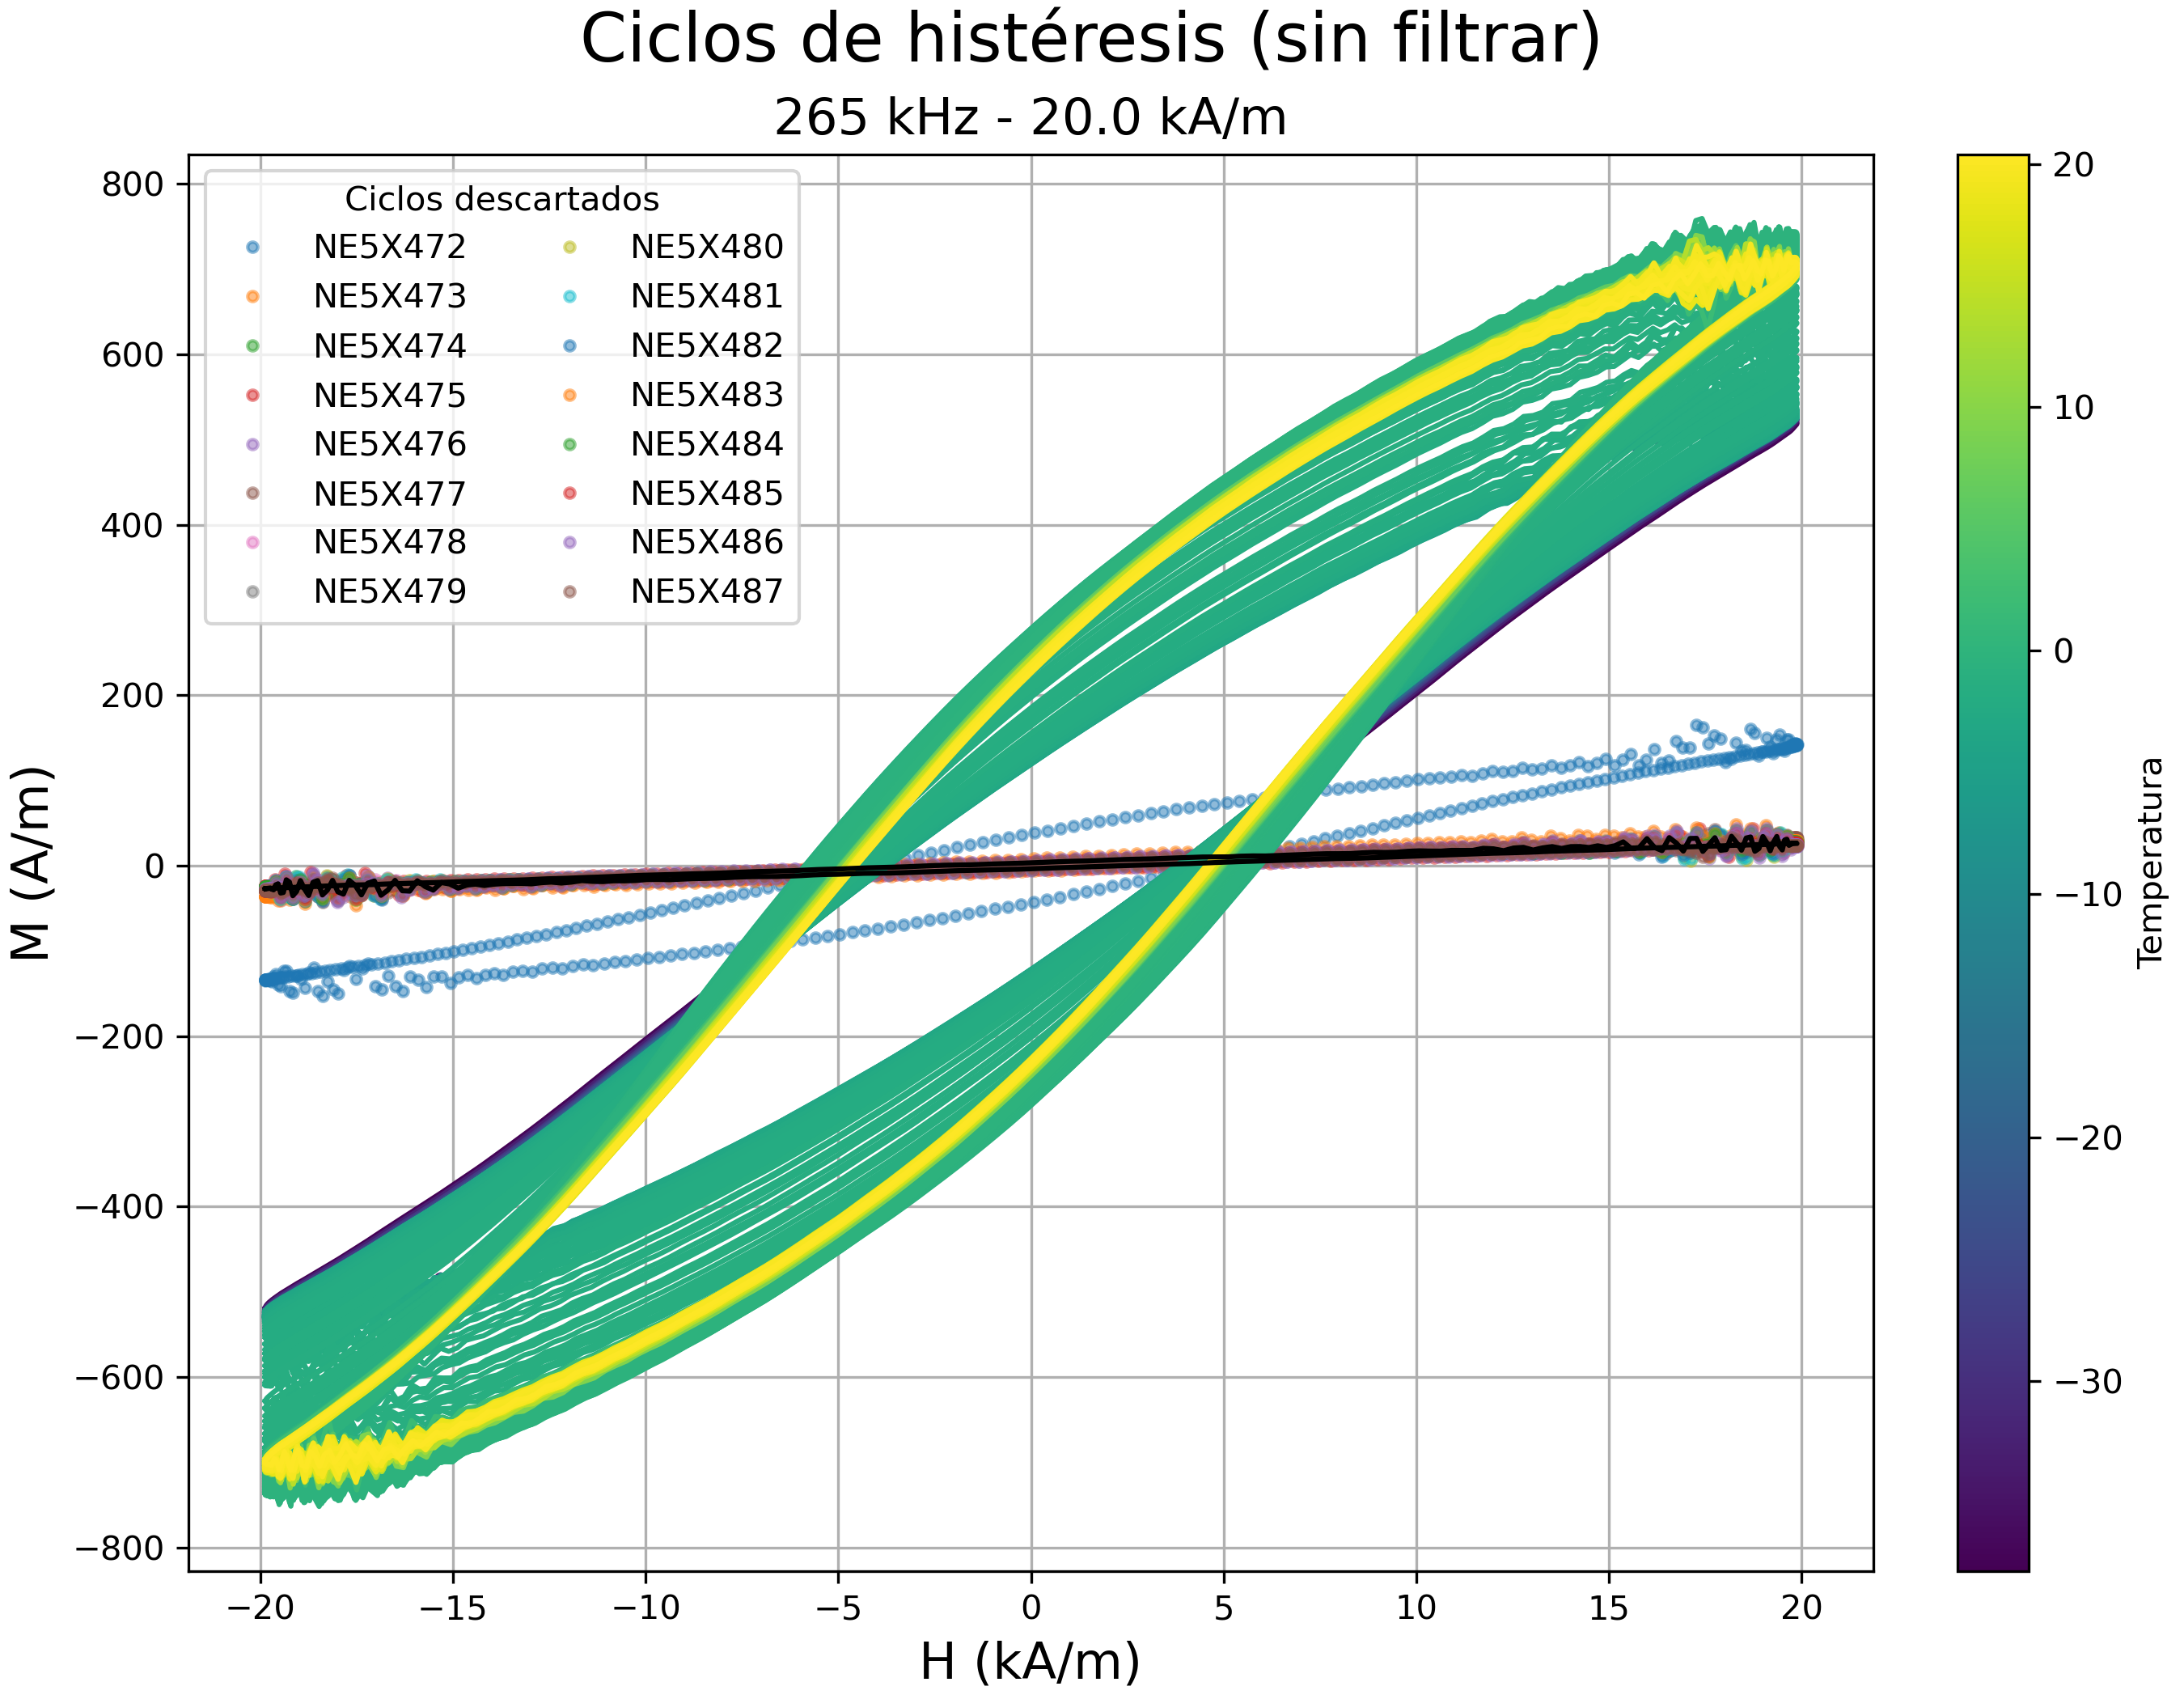 Ciclos de histéresis (sin filtrar)
265 kHz - 20.0 kA/m
Ciclos descartados
NE5X472 NE5X480
NE5X473 NE5X481
NE5X474 NE5X482
NE5X475 NE5X483
NE5X476 NE5X484
NE5X477 NE5X485
NE5X478 NE5X486
NE5X479 NE5X487
M (A/m)
800
600
400
200
0
−200
−400
−600
−800
−20 −15 −10 −5 0 5 10 15 20
H (kA/m)
20
10
0
−10
−20
−30
Temperatura